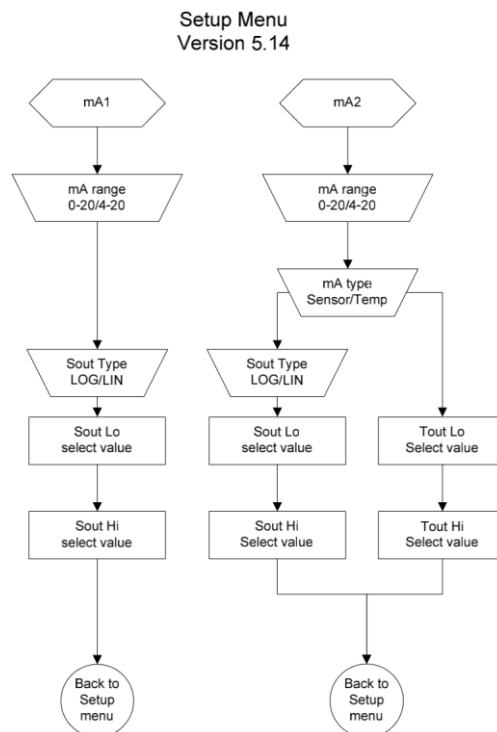 Setup Menu
Version 5.14
mA1
mA range
0-20/4-20
Sout Type
LOG/LIN
Sout Lo
select value
Sout Hi
select value
Back to
Setup
menu
mA2
mA range
0-20/4-20
mA type
Sensor/Temp
Sout Type
LOG/LIN
Sout Lo
select value
Sout Hi
Select value
Tout Lo
Select value
Tout Hi
Select value
Back to
Setup
menu